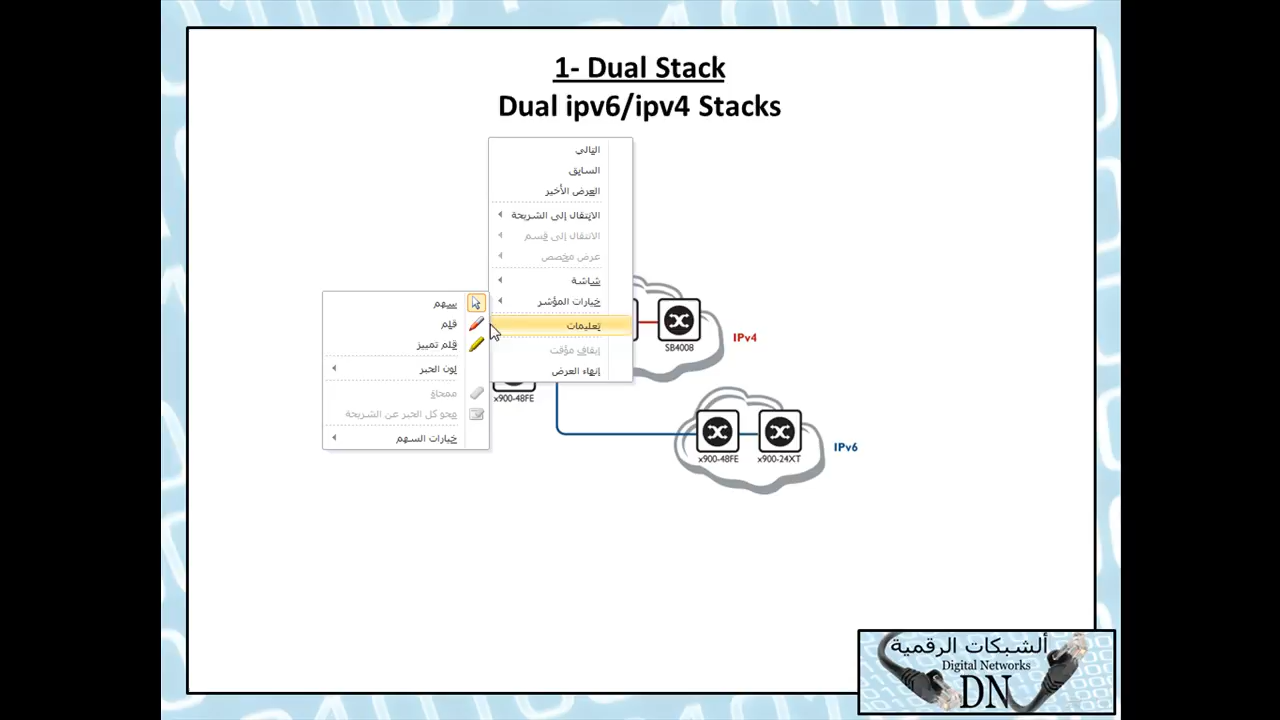 1- Dual Stack
Dual ipv6/ipv4 Stacks
التالي
السابق
العرض الأخير
الانتقال إلى الشريحة
الانتقال إلى قسم
عرض مخصص
شاشة
خيارات المؤشر
تعليمات
إيقاف مؤقت
إنهاء العرض
سهم
قلم
قلم تمييز
لون الحبر
ممحاة
محو كل الحبر عن الشريحة
خيارات السهم
SB4008
IPv4
x900-48FE
x900-48FE
x900-24XT
IPv6
ألشبكات الرقمية
Digital Networks
DN